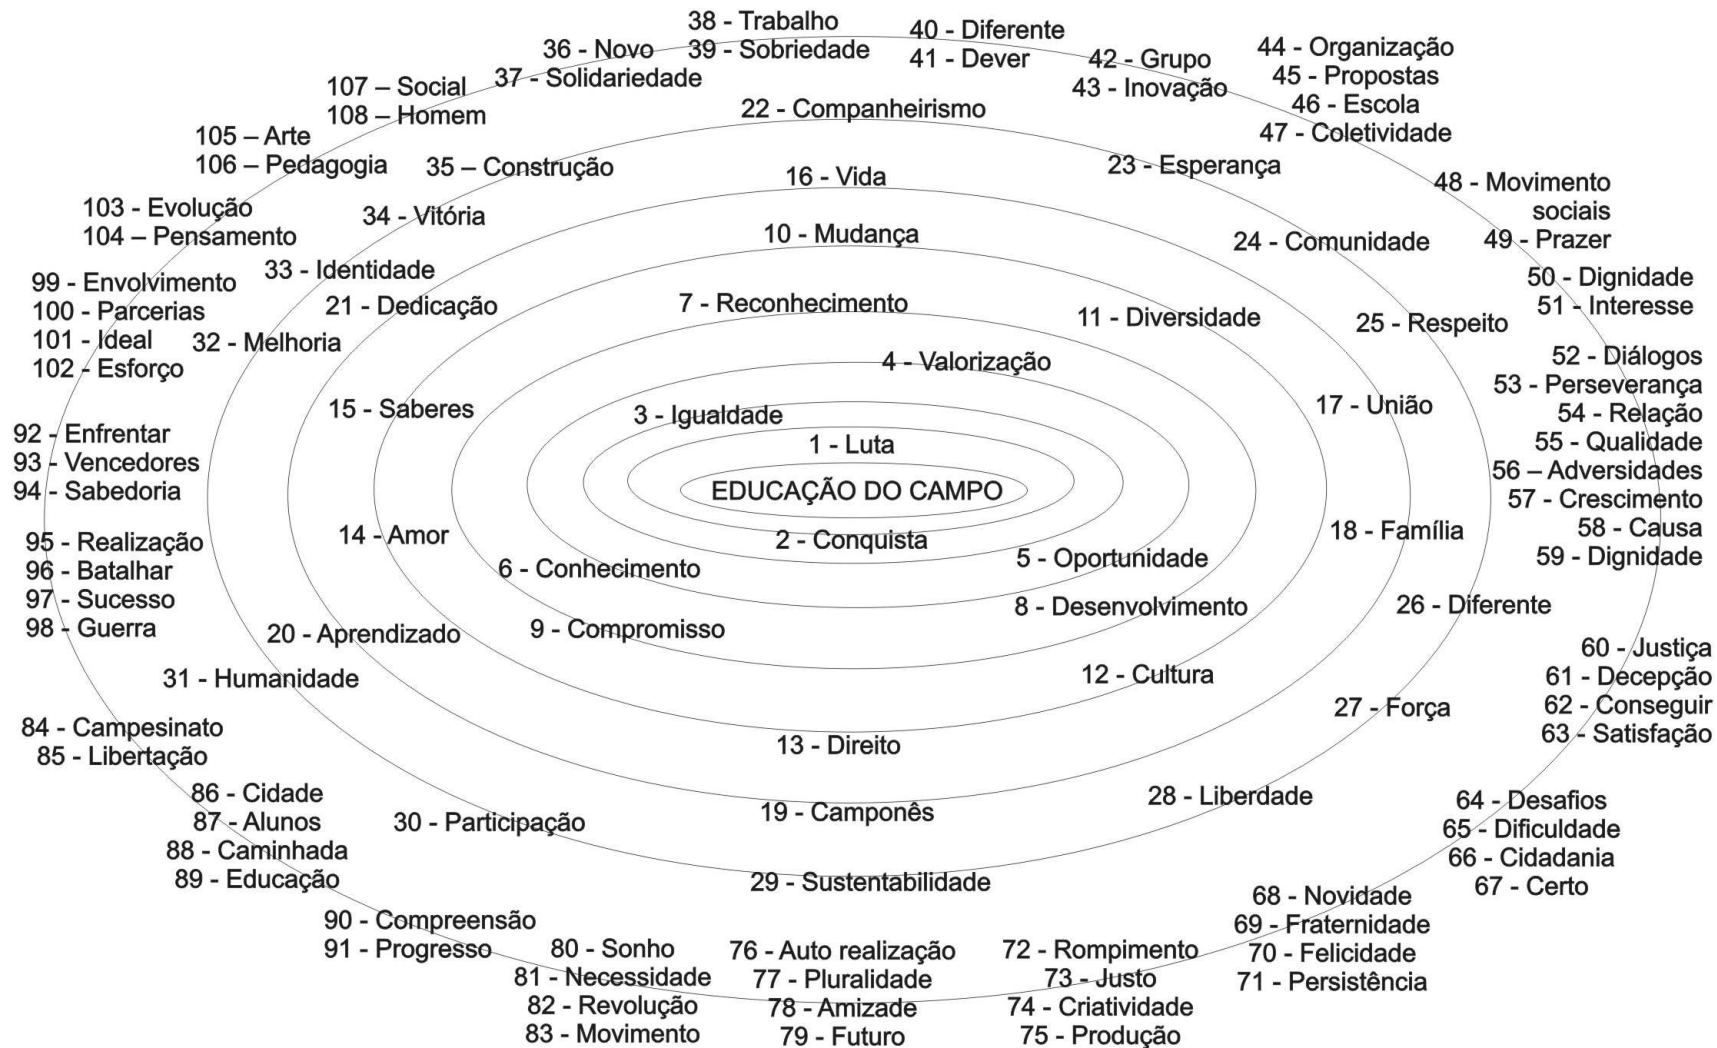 38 - Trabalho
39 - Sobriedade
40 - Diferente
41 - Dever
36 - Novo
37 - Solidariedade
42 - Grupo
43 - Inovação
44 - Organização
45 - Propostas
46 - Escola
47 - Coletividade
107 – Social
108 – Homem
22 - Companheirismo
105 – Arte
106 - Pedagogia
35 – Construção
23 - Esperança
16 - Vida
48 - Movimento
sociais
49 - Prazer
103 - Evolução
104 – Pensamento
34 - Vitória
10 - Mudança
24 - Comunidade
33 - Identidade
99 - Envolvimento
100 - Parcerias
101 - Ideal
102 - Esforço
50 - Dignidade
51 - Interesse
21 - Dedicação
7 - Reconhecimento
11 - Diversidade
25 - Respeito
32 - Melhoria
4 - Valorização
52 - Diálogos
53 - Perseverança
54 - Relação
55 - Qualidade
56 – Adversidades
57 - Crescimento
58 - Causa
59 - Dignidade
15 - Saberes
3 - Igualdade
17 - União
92 - Enfrentar
93 - Vencedores
94 - Sabedoria
1 - Luta
EDUCAÇÃO DO CAMPO
2 - Conquista
14 - Amor
18 - Família
95 - Realização
96 - Batalhar
97 - Sucesso
98 - Guerra
6 - Conhecimento
5 - Oportunidade
8 - Desenvolvimento
26 - Diferente
9 - Compromisso
20 - Aprendizado
60 - Justiça
61 - Decepção
62 - Conseguir
63 - Satisfação
31 - Humanidade
12 - Cultura
27 - Força
84 - Campesinato
85 - Libertação
13 - Direito
86 - Cidade
87 - Alunos
88 - Caminhada
89 - Educação
28 - Liberdade
64 - Desafios
65 - Dificuldade
66 - Cidadania
67 - Certo
30 - Participação
19 - Camponês
29 - Sustentabilidade
68 - Novidade
69 - Fraternidade
70 - Felicidade
71 - Persistência
90 - Compreensão
91 - Progresso
80 - Sonho
81 - Necessidade
82 - Revolução
83 - Movimento
76 - Auto realização
77 - Pluralidade
78 - Amizade
79 - Futuro
72 - Rompimento
73 - Justo
74 - Criatividade
75 - Produção